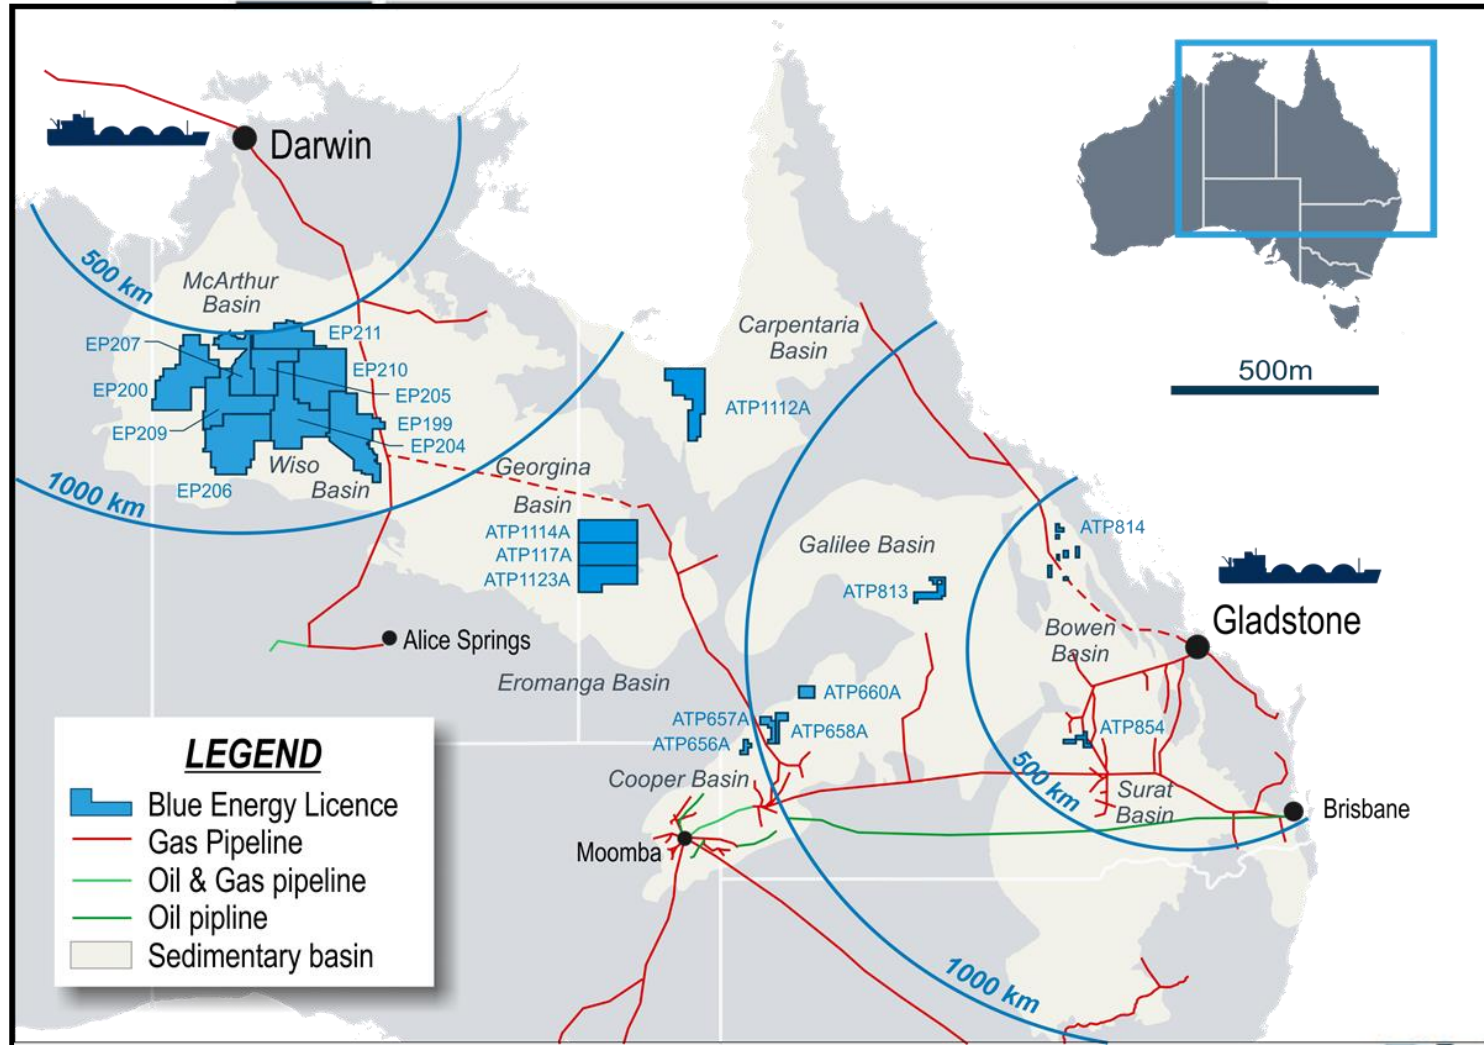 Darwin
500 km
McArthur
Basin
EP207
EP211
EP210
EP200
EP205
EP199
EP209
EP204
Wiso
Basin
EP206
1000 km
Georgina
Basin
Carpentaria
Basin
ATP1112A
500m
ATP1114A
ATP117A
ATP1123A
Galilee Basin
ATP813
ATP814
Gladstone
Bowen
Basin
Alice Springs
Eromanga Basin
ATP660A
ATP657A
ATP658A
ATP656A
ATP854
Cooper Basin
500 km
Surat
Basin
Brisbane
Moomba
1000 km
LEGEND
Blue Energy Licence
Gas Pipeline
Oil & Gas pipeline
Oil pipline
Sedimentary basin